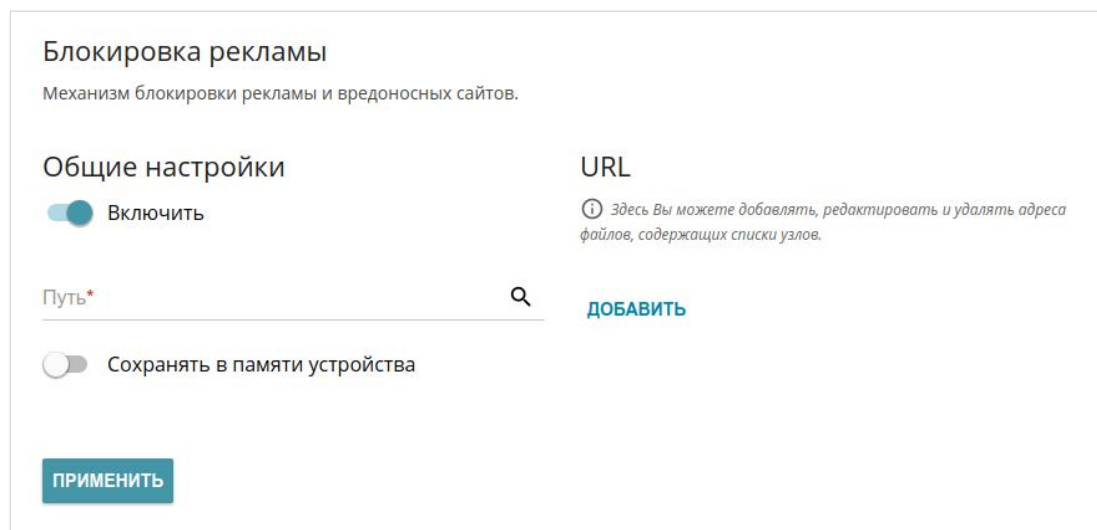 Блокировка рекламы
Механизм блокировки рекламы и вредоносных сайтов.
Общие настройки
Включить
Путь*
Сохранять в памяти устройства
ПРИМЕНИТЬ
URL
Здесь Вы можете добавлять, редактировать и удалять адреса
файлов, содержащих списки узлов.
ДОБАВИТЬ